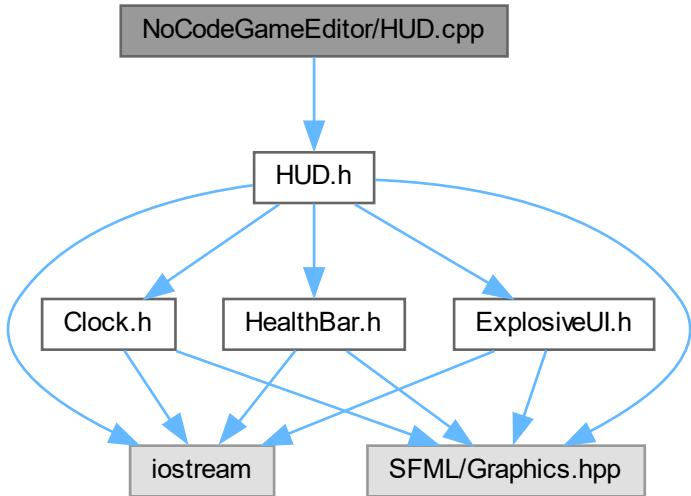 NoCodeGameEditor/HUD.cpp
HUD.h
Clock.h
HealthBar.h
ExplosiveUI.h
iostream
SFML/Graphics.hpp